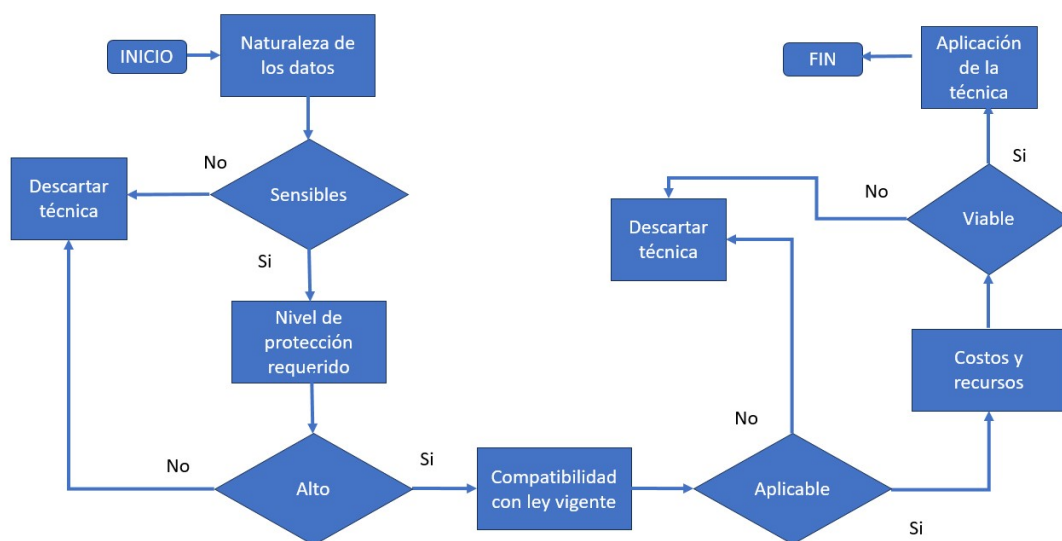 INICIO
Naturaleza de
los datos
No
Sensibles
Descartar
técnica
Si
Nivel de
protección
requerido
No
Alto
Si
Compatibilidad
con ley vigente
Aplicable
No
Descartar
técnica
Si
Costos y
recursos
Viable
No
Si
Aplicación
de la
técnica
FIN